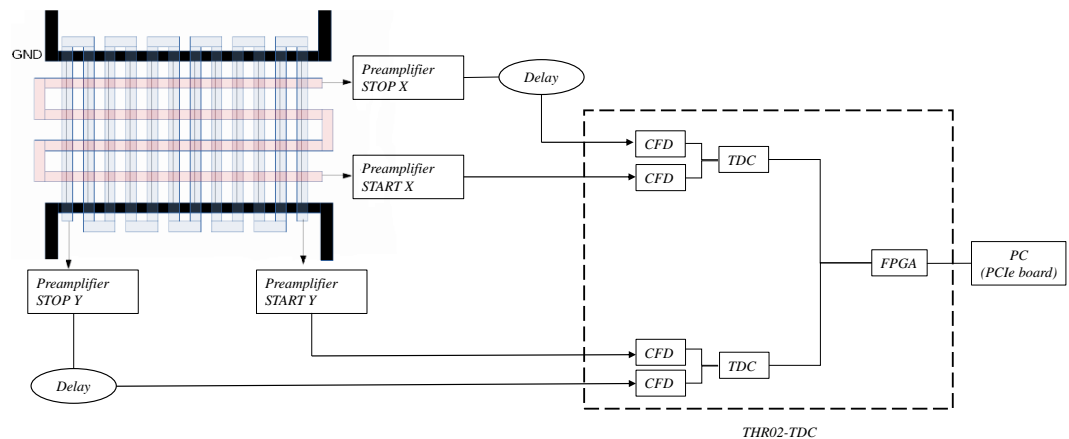 GND
Preamplifier
STOP X
Delay
CFD
TDC
CFD
Preamplifier
START X
FPGA
PC
(PCIe board)
Preamplifier
STOP Y
Preamplifier
START Y
CFD
TDC
CFD
Delay
THR02-TDC